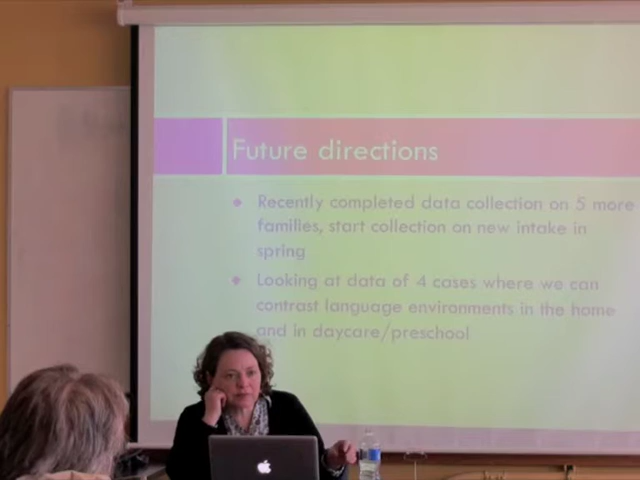 Future directions
Recently completed data collection on 5 more
families, start collection on new intake in
spring
Looking at data of 4 cases where we can
contrast language environments in the home
and in daycare/preschool